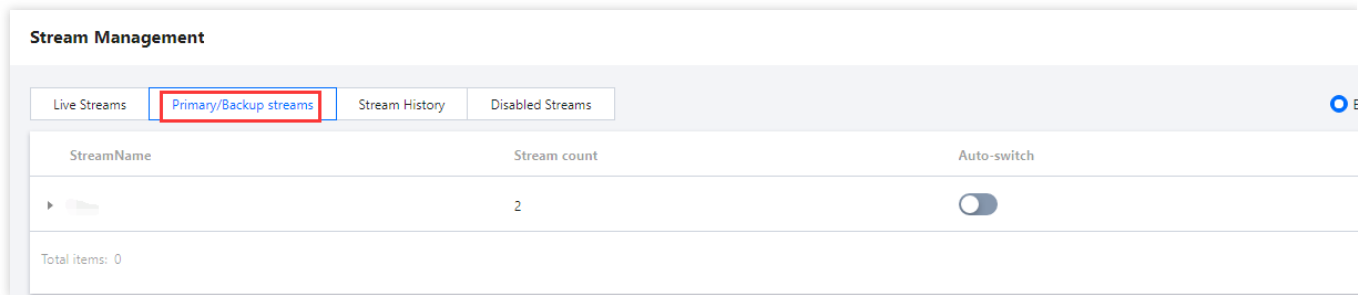 Stream Management
Live Streams Primary/Backup streams Stream History Disabled Streams
StreamName Stream count Auto-switch
2
Total items: 0